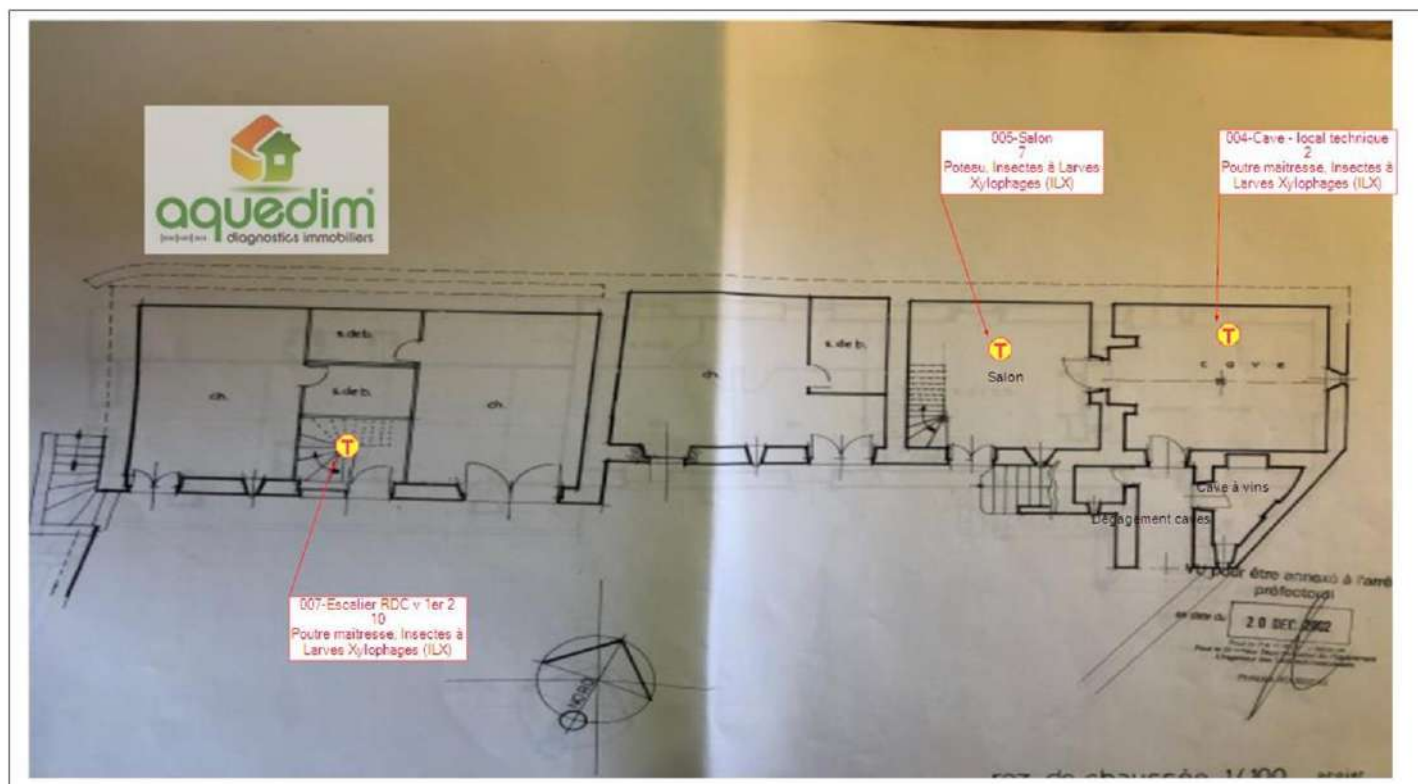 aquedim
diagnostics immobiliers
005-Salon
7
Poteau, Insectes à Larves
Xylophages (ILX)
004-Cave - local technique
2
Poutre maitresse, Insectes à
Larves Xylophages (ILX)
s.de b.
s.de b.
s.de b.
ch.
ch.
ch.
T
Salon
T
cave
T
Cave à vins
Dégagement caves
007-Escalier RDC v 1er 2
10
Poutre maitresse, Insectes à
Larves Xylophages (ILX)
NORD
VU pour être annexé à l'arrê
préfectoral
en date du
20 DEC. 2002
rez de chaussée 1/100